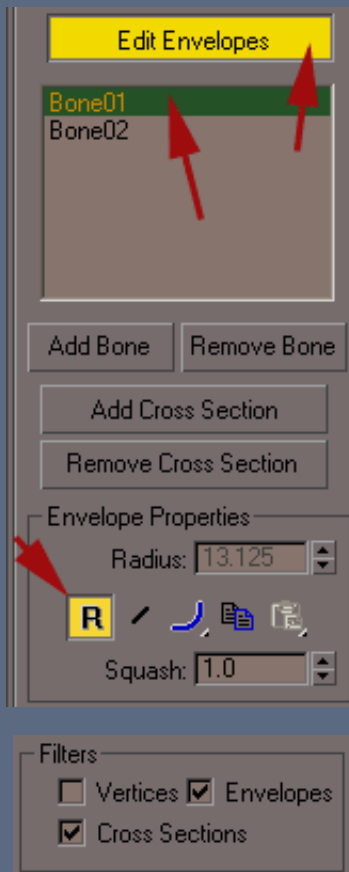 Edit Envelopes
Bone01
Bone02
Add Bone Remove Bone
Add Cross Section
Remove Cross Section
Envelope Properties
Radius: 13.125
R
Squash: 1.0
Filters
Vertices Envelopes
Cross Sections